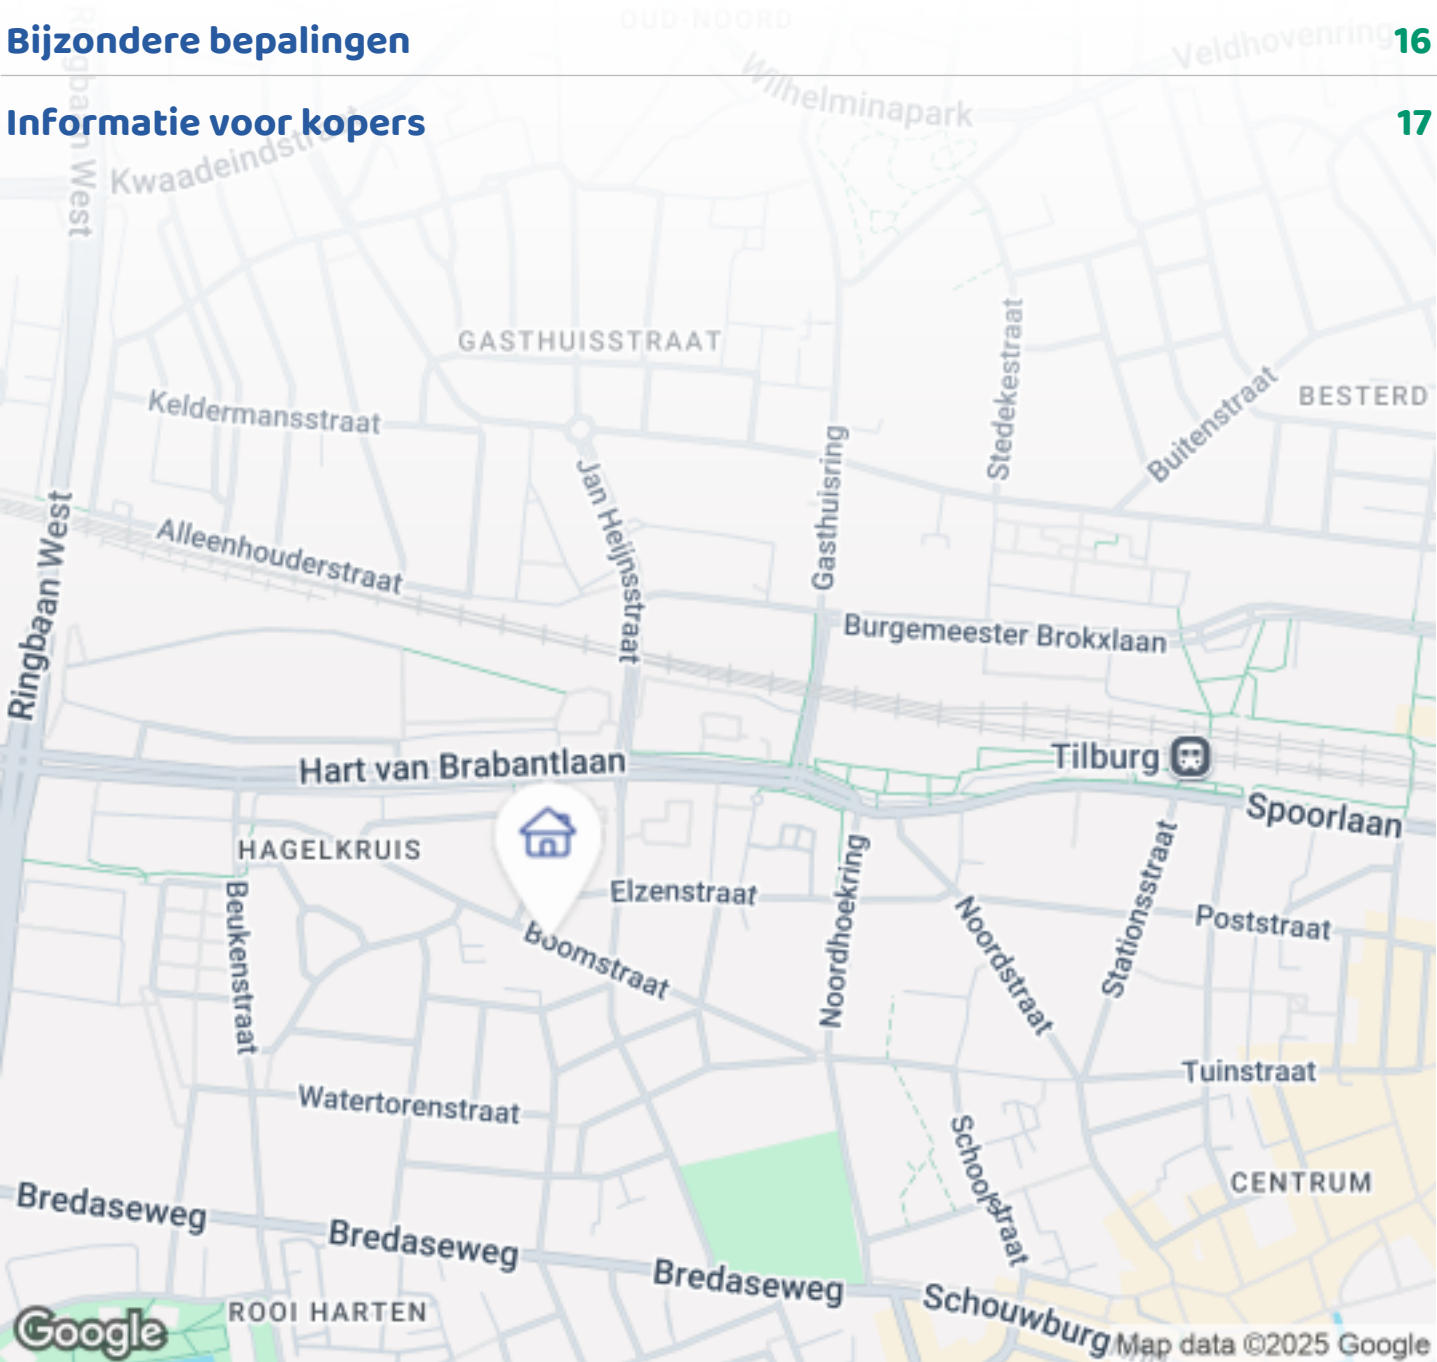 OUD-NOORD
Bijzondere bepalingen 16
Veldhovenring
Wilhelminapark
Informatie voor kopers 17
Ringbaan West
Kwaadeindstraat
GASTHUISSTRAAT
Stedekestraat
Buitenstraat
BESTERD
Keldermansstraat
Gasthuisring
Jan Heijnsstraat
Ringbaan West
Alleenhouderstraat
Burgemeester Brokxlaan
Hart van Brabantlaan
Tilburg
Spoorlaan
HAGELKRUIS
Elzenstraat
Noordhoekring
Stationsstraat
Beukenstraat
Boomstraat
Noordstraat
Poststraat
Tuinstraat
Watertorenstraat
Schoolstraat
CENTRUM
Bredaseweg
Bredaseweg
Bredaseweg
Schouwburg
ROOI HARTEN
Google
Map data ©2025 Google